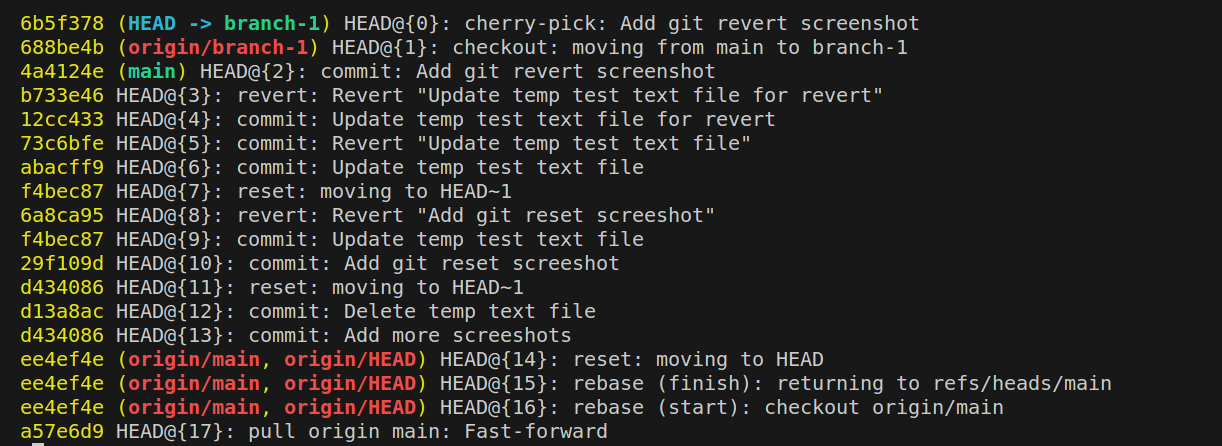 6b5f378 (HEAD -> branch-1) HEAD@{0}: cherry-pick: Add git revert screenshot
688be4b (origin/branch-1) HEAD@{1}: checkout: moving from main to branch-1
4a4124e (main) HEAD@{2}: commit: Add git revert screenshot
b733e46 HEAD@{3}: revert: Revert "Update temp test text file for revert"
12cc433 HEAD@{4}: commit: Update temp test text file for revert
73c6bfe HEAD@{5}: commit: Revert "Update temp test text file"
abacff9 HEAD@{6}: commit: Update temp test text file
f4bec87 HEAD@{7}: reset: moving to HEAD~1
6a8ca95 HEAD@{8}: revert: Revert "Add git reset screeshot"
f4bec87 HEAD@{9}: commit: Update temp test text file
29f109d HEAD@{10}: commit: Add git reset screeshot
d434086 HEAD@{11}: reset: moving to HEAD~1
d13a8ac HEAD@{12}: commit: Delete temp text file
d434086 HEAD@{13}: commit: Add more screeshots
ee4ef4e (origin/main, origin/HEAD) HEAD@{14}: reset: moving to HEAD
ee4ef4e (origin/main, origin/HEAD) HEAD@{15}: rebase (finish): returning to refs/heads/main
ee4ef4e (origin/main, origin/HEAD) HEAD@{16}: rebase (start): checkout origin/main
a57e6d9 HEAD@{17}: pull origin main: Fast-forward